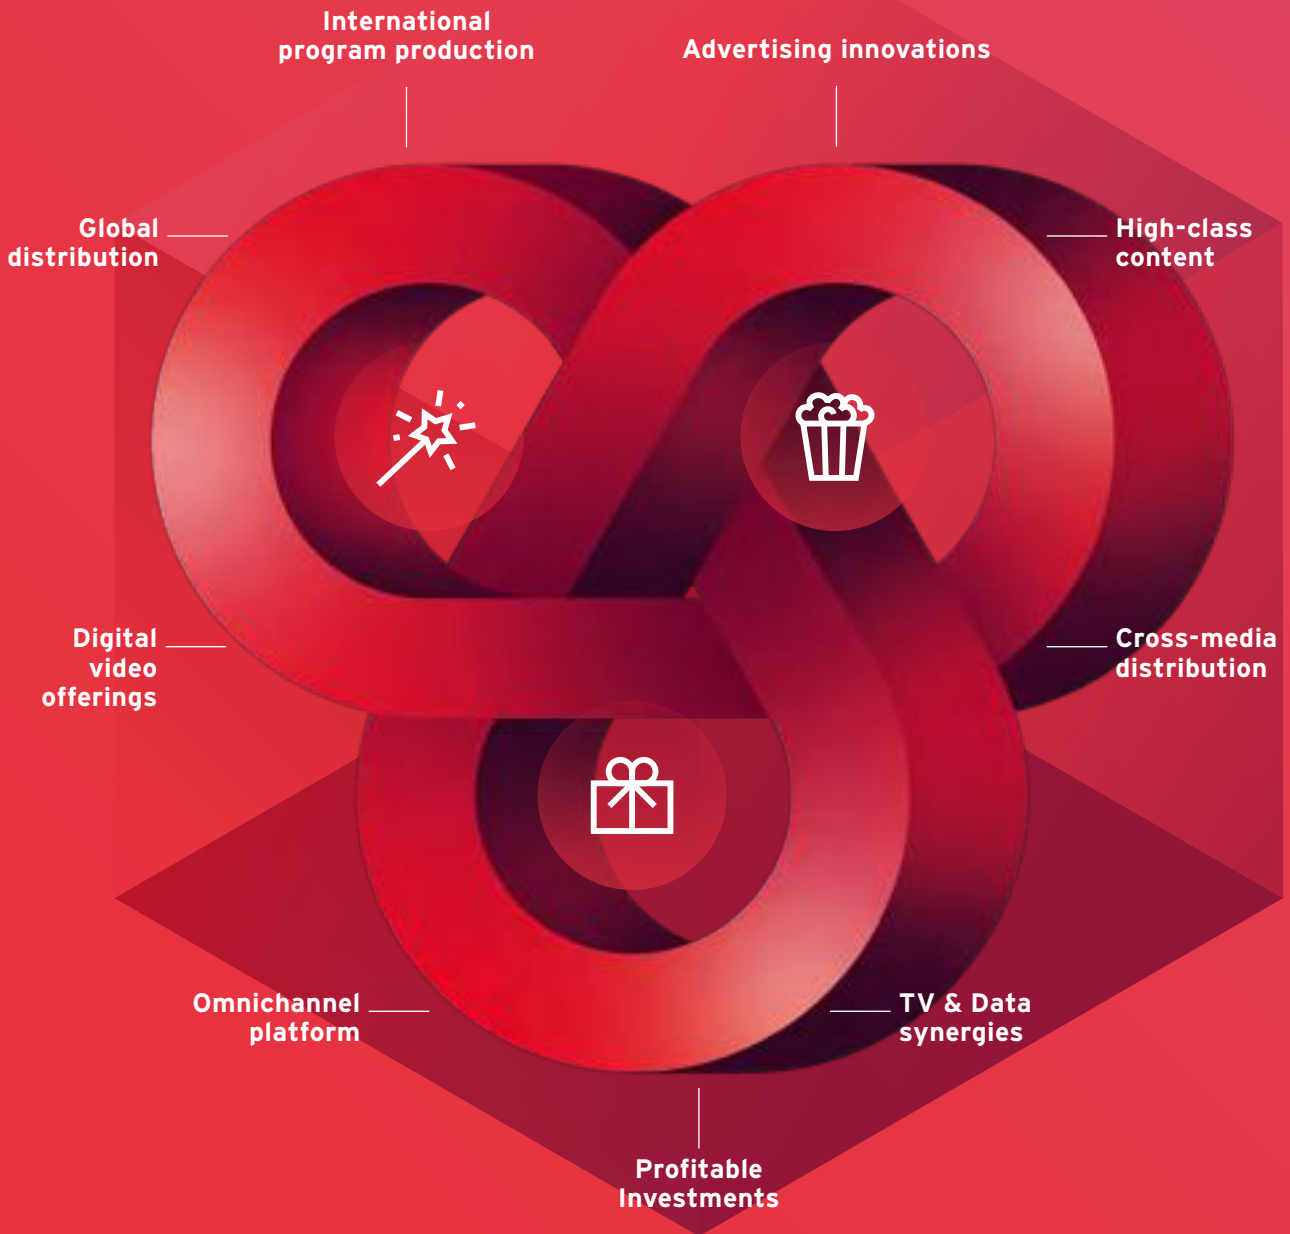 International
program production
Advertising innovations
Global
distribution
High-class
content
Digital
video
offerings
Cross-media
distribution
Omnichannel
platform
TV & Data
synergies
Profitable
Investments